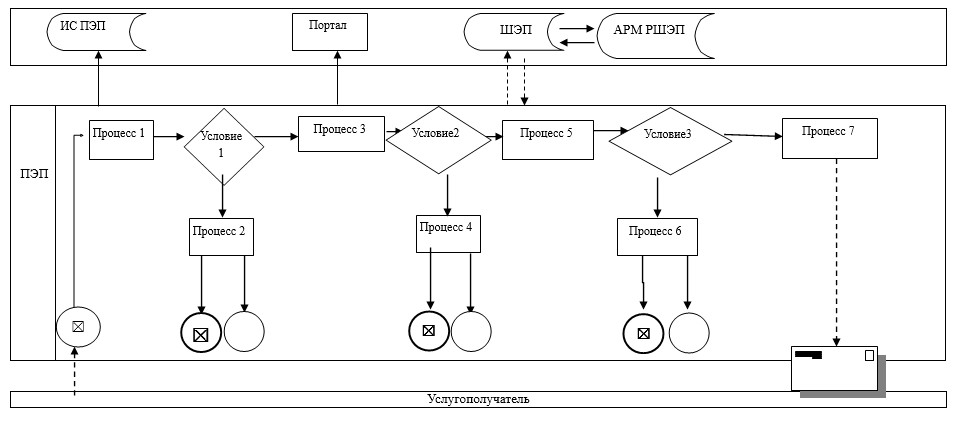 ИС ПЭП
Портал
ШЭП
АРМ РШЭП
ПЭП
Процесс 1
Условие
1
Процесс 3
Условие2
Процесс 5
Условие3
Процесс 7
Процесс 2
Процесс 4
Процесс 6
Услугополучатель